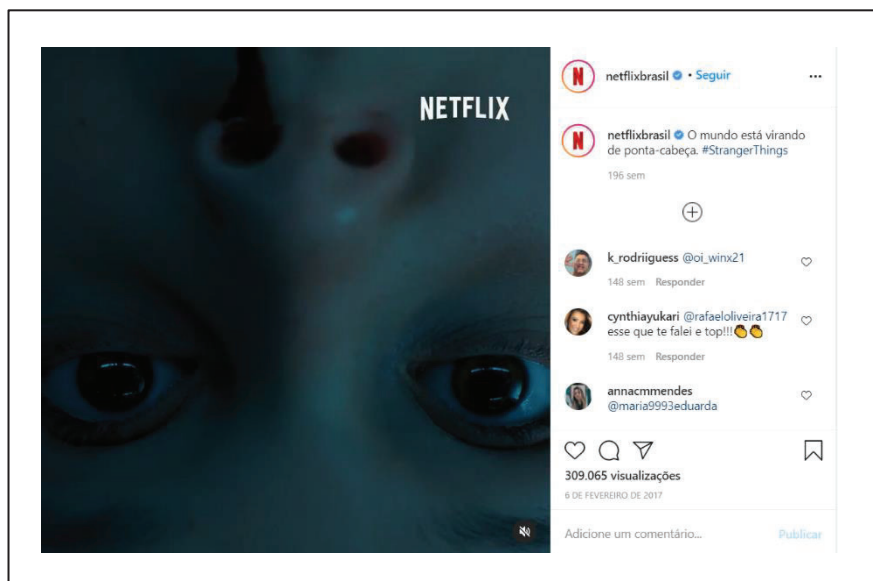 NETFLIX
netflixbrasil • Seguir
netflixbrasil O mundo está virando
de ponta-cabeça. #StrangerThings
196 sem
k_rodriiguess @oi_winx21
148 sem Responder
cynthiayukari @rafaeloliveira1717
esse que te falei e top!!!👏👏
148 sem Responder
annacmmendes
@maria9993eduarda
309.065 visualizações
6 DE FEVEREIRO DE 2017
Adicione um comentário... Publicar